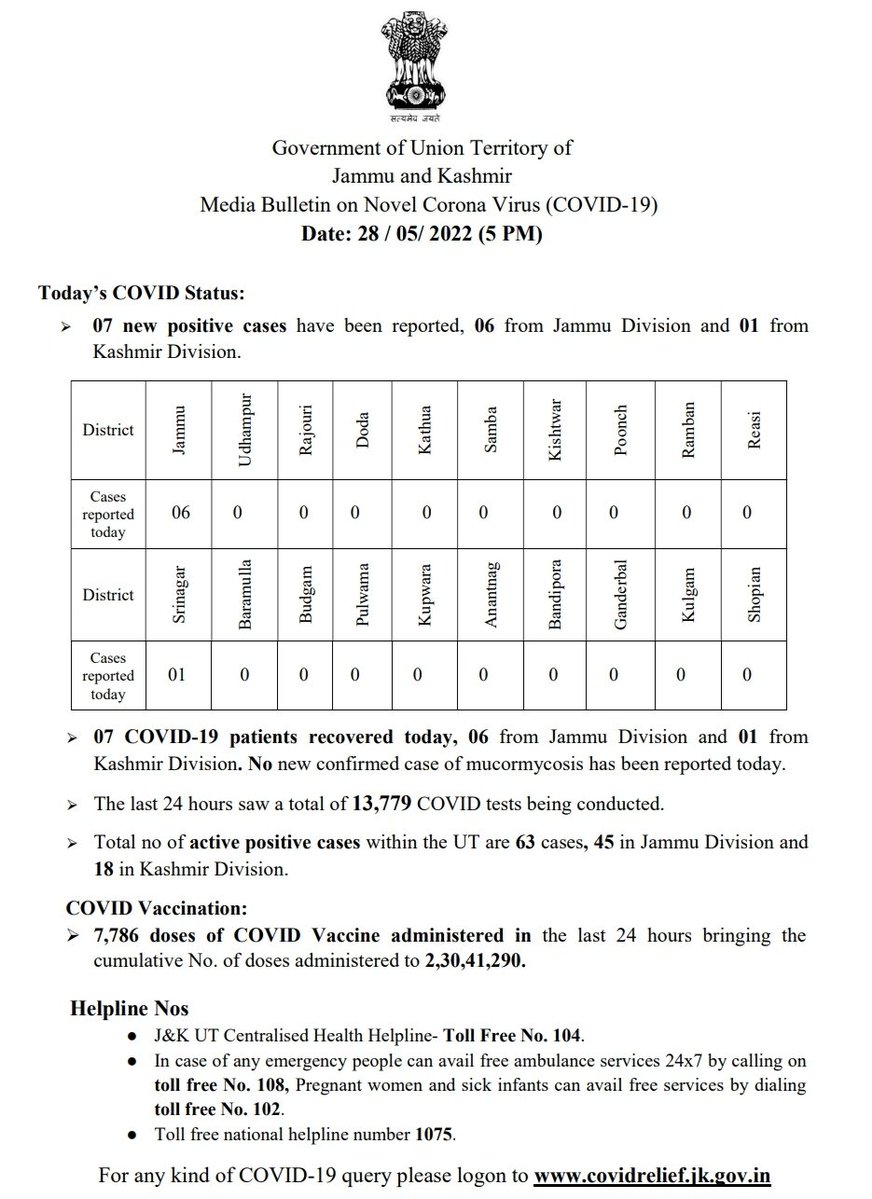 सत्यमेव जयते
Government of Union Territory of
Jammu and Kashmir
Media Bulletin on Novel Corona Virus (COVID-19)
Date: 28 / 05/ 2022 (5 PM)
Today’s COVID Status:
➢ 07 new positive cases have been reported, 06 from Jammu Division and 01 from
Kashmir Division.
District Jammu Udhampur Rajouri Doda Kathua Samba Kishtwar Poonch Ramban Reasi
Cases
reported
today
06 0 0 0 0 0 0 0 0 0
District Srinagar Baramulla Budgam Pulwama Kupwara Anantnag Bandipora Ganderbal Kulgam Shopian
Cases
reported
today
01 0 0 0 0 0 0 0 0 0
➢ 07 COVID-19 patients recovered today, 06 from Jammu Division and 01 from
Kashmir Division. No new confirmed case of mucormycosis has been reported today.
➢ The last 24 hours saw a total of 13,779 COVID tests being conducted.
➢ Total no of active positive cases within the UT are 63 cases, 45 in Jammu Division and
18 in Kashmir Division.
COVID Vaccination:
➢ 7,786 doses of COVID Vaccine administered in the last 24 hours bringing the
cumulative No. of doses administered to 2,30,41,290.
Helpline Nos
● J&K UT Centralised Health Helpline- Toll Free No. 104.
● In case of any emergency people can avail free ambulance services 24x7 by calling on
toll free No. 108, Pregnant women and sick infants can avail free services by dialing
toll free No. 102.
● Toll free national helpline number 1075.
For any kind of COVID-19 query please logon to www.covidrelief.jk.gov.in